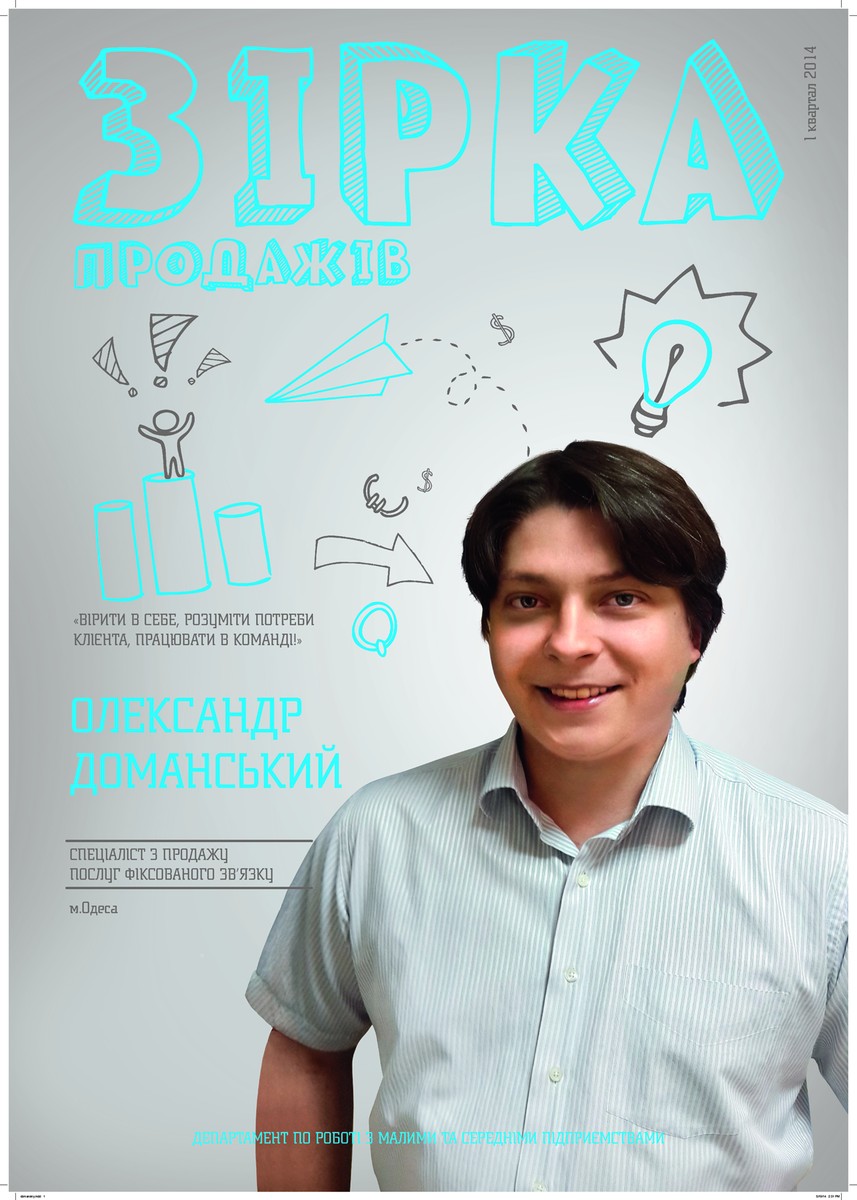 ЗІРКА
ПРОДАЖІВ
І квартал 2014
$
$
«ВІРИТИ В СЕБЕ, РОЗУМІТИ ПОТРЕБИ
КЛІЄНТА, ПРАЦЮВАТИ В КОМАНДІ!»
ОЛЕКСАНДР
ДОМАНСЬКИЙ
СПЕЦІАЛІСТ З ПРОДАЖУ
ПОСЛУГ ФІКСОВАНОГО ЗВ'ЯЗКУ
м.Одеса
ДЕПАРТАМЕНТ ПО РОБОТІ З МАЛИМИ ТА СЕРЕДНІМИ ПІДПРИЄМСТВАМИ